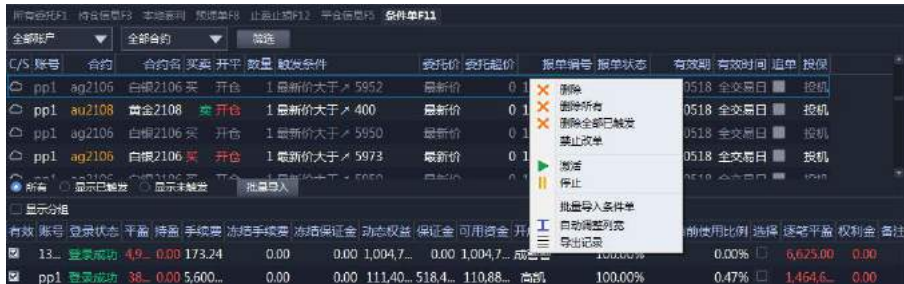 所有委托F1 持仓信息F3 本地套利 预埋单F8 止盈止损F12 平仓信息F5 条件单F11
全部账户 全部合约 筛选
C/S 账号 合约 合约名 买卖 开平 数量 触发条件 委托价 委托超价 报单编号 报单状态 有效期 有效时间 追单 投保
pp1 ag2106 白银2106 买 开仓 1 最新价大于↗ 5952 最新价 0 0518 全交易日 投机
pp1 au2108 黄金2108 卖 开仓 1 最新价大于↗ 400 最新价 0 0518 全交易日 投机
pp1 ag2106 白银2106 买 开仓 1 最新价大于↗ 5950 最新价 0 0518 全交易日 投机
pp1 ag2106 白银2106 买 开仓 1 最新价大于↗ 5973 最新价 0 0518 全交易日 投机
删除
删除所有
删除全部已触发
禁止改单
激活
停止
批量导入条件单
自动调整列宽
导出记录
所有 显示已触发 显示未触发 批量导入
显示分组
有效 账号 登录状态 平盈 持盈 手续费 冻结手续费 冻结保证金 动态权益 保证金 可用资金 前使用比例 选择 逐笔平盈 权利金 备注
13... 登录成功 4,9... 0.00 173.24 0.00 0.00 1,004,7... 0.00 1,004,7... 100.00% 0.00% 6,625.00 0.00
pp1 登录成功 38... 0.00 5,600... 0.00 0.00 111,40... 518,4... 110,88... 高凯 100.00% 0.47% 1,464,6... 0.00